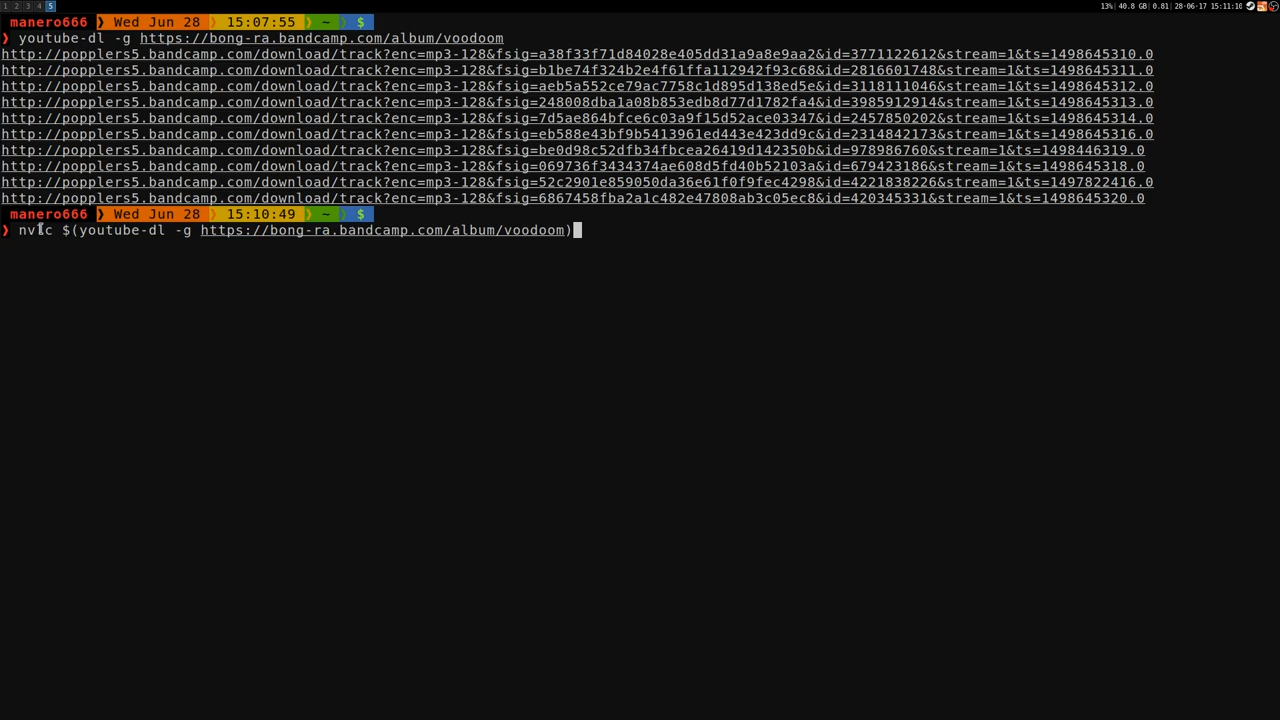 1 2 3 4 5
13%| 40.8 GB| 0.81| 28-06-17 15:11:10
manero666 ❯ Wed Jun 28 ❯ 15:07:55 ❯ ~ ❯ $
❯ youtube-dl -g https://bong-ra.bandcamp.com/album/voodoom
http://popplers5.bandcamp.com/download/track?enc=mp3-128&fsig=a38f33f71d84028e405dd31a9a8e9aa2&id=3771122612&stream=1&ts=1498645310.0
http://popplers5.bandcamp.com/download/track?enc=mp3-128&fsig=b1be74f324b2e4f61ffa112942f93c68&id=2816601748&stream=1&ts=1498645311.0
http://popplers5.bandcamp.com/download/track?enc=mp3-128&fsig=aeb5a552ce79ac7758c1d895d138ed5e&id=3118111046&stream=1&ts=1498645312.0
http://popplers5.bandcamp.com/download/track?enc=mp3-128&fsig=248008dba1a08b853edb8d77d1782fa4&id=3985912914&stream=1&ts=1498645313.0
http://popplers5.bandcamp.com/download/track?enc=mp3-128&fsig=7d5ae864bfce6c03a9f15d52ace03347&id=2457850202&stream=1&ts=1498645314.0
http://popplers5.bandcamp.com/download/track?enc=mp3-128&fsig=eb588e43bf9b5413961ed443e423dd9c&id=2314842173&stream=1&ts=1498645316.0
http://popplers5.bandcamp.com/download/track?enc=mp3-128&fsig=be0d98c52dfb34fbcea26419d142350b&id=978986760&stream=1&ts=1498446319.0
http://popplers5.bandcamp.com/download/track?enc=mp3-128&fsig=069736f3434374ae608d5fd40b52103a&id=679423186&stream=1&ts=1498645318.0
http://popplers5.bandcamp.com/download/track?enc=mp3-128&fsig=52c2901e859050da36e61f0f9fec4298&id=4221838226&stream=1&ts=1497822416.0
http://popplers5.bandcamp.com/download/track?enc=mp3-128&fsig=6867458fba2a1c482e47808ab3c05ec8&id=420345331&stream=1&ts=1498645320.0
manero666 ❯ Wed Jun 28 ❯ 15:10:49 ❯ ~ ❯ $
❯ $(youtube-dl -g https://bong-ra.bandcamp.com/album/voodoom)